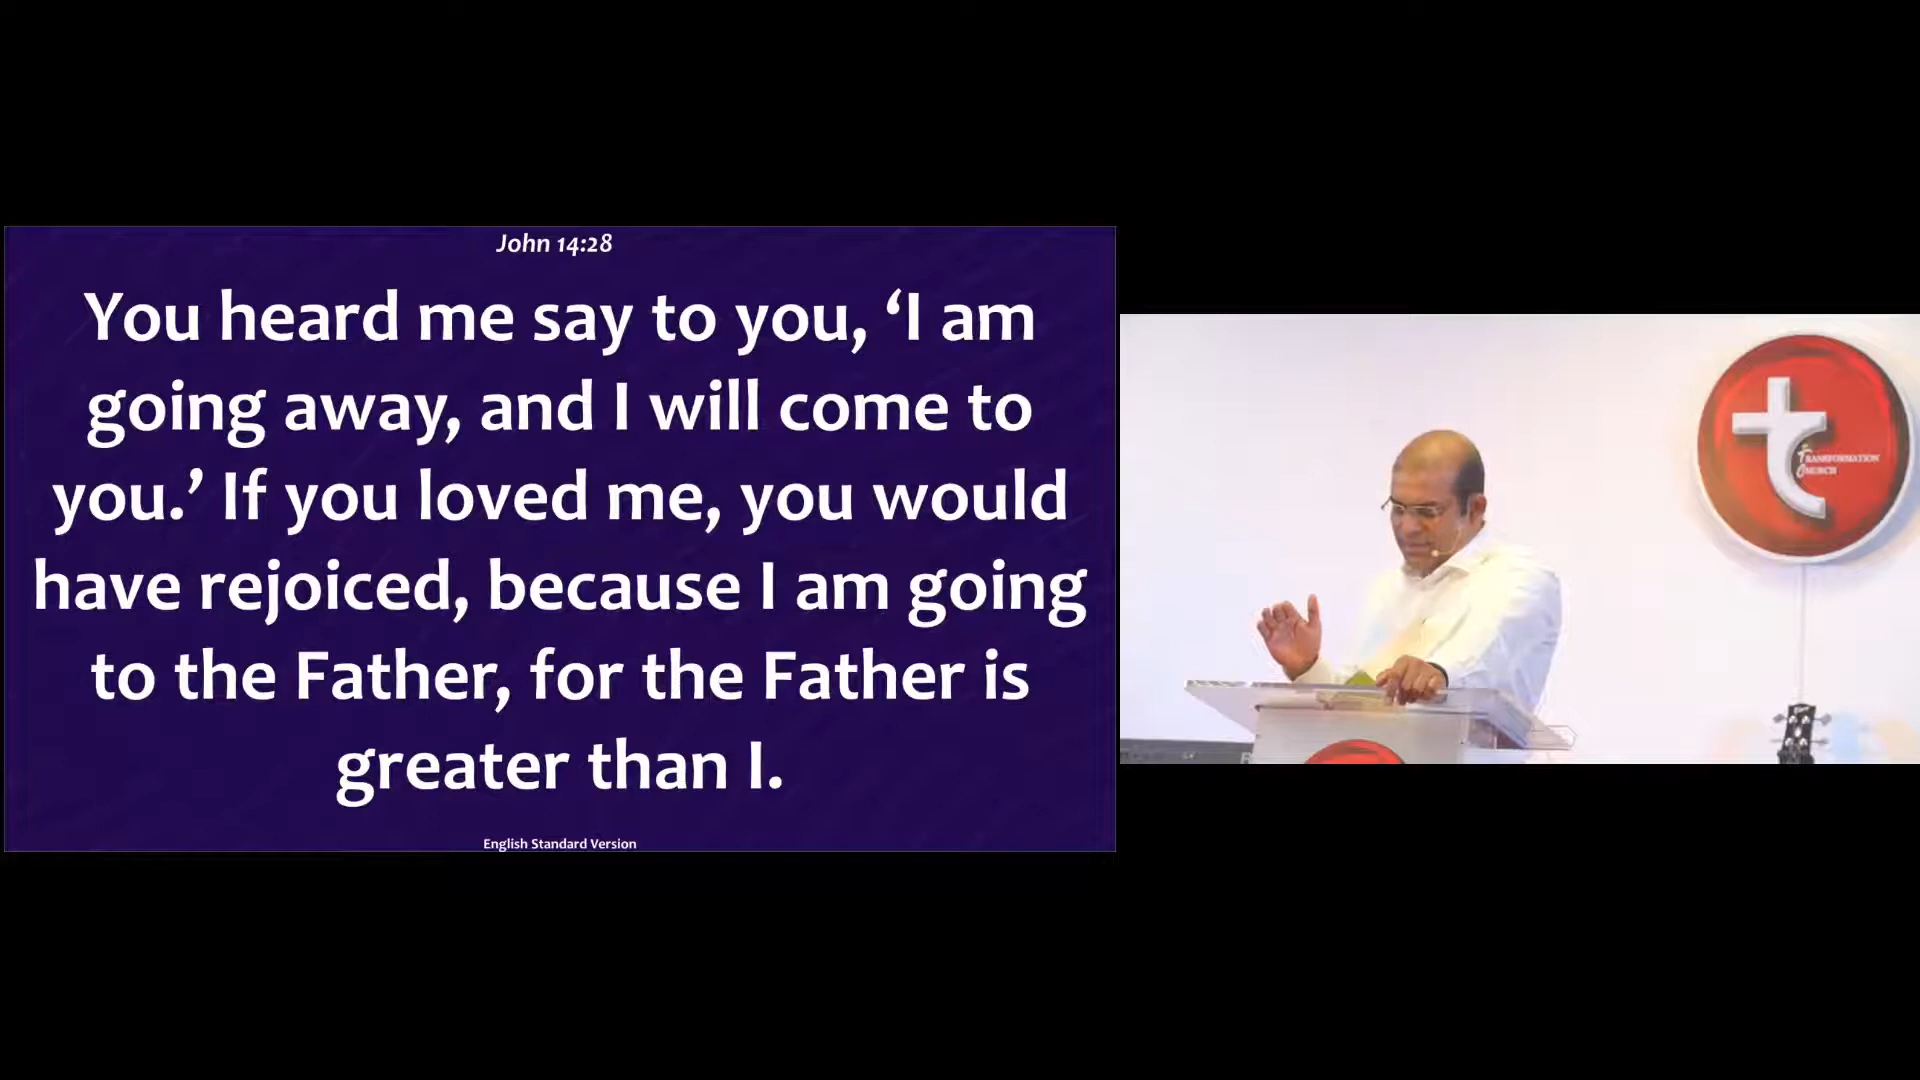 John 14:28
You heard me say to you, ‘I am
going away, and I will come to
you.’ If you loved me, you would
have rejoiced, because I am going
to the Father, for the Father is
greater than I.
English Standard Version
TRANSFORMATION
CHURCH